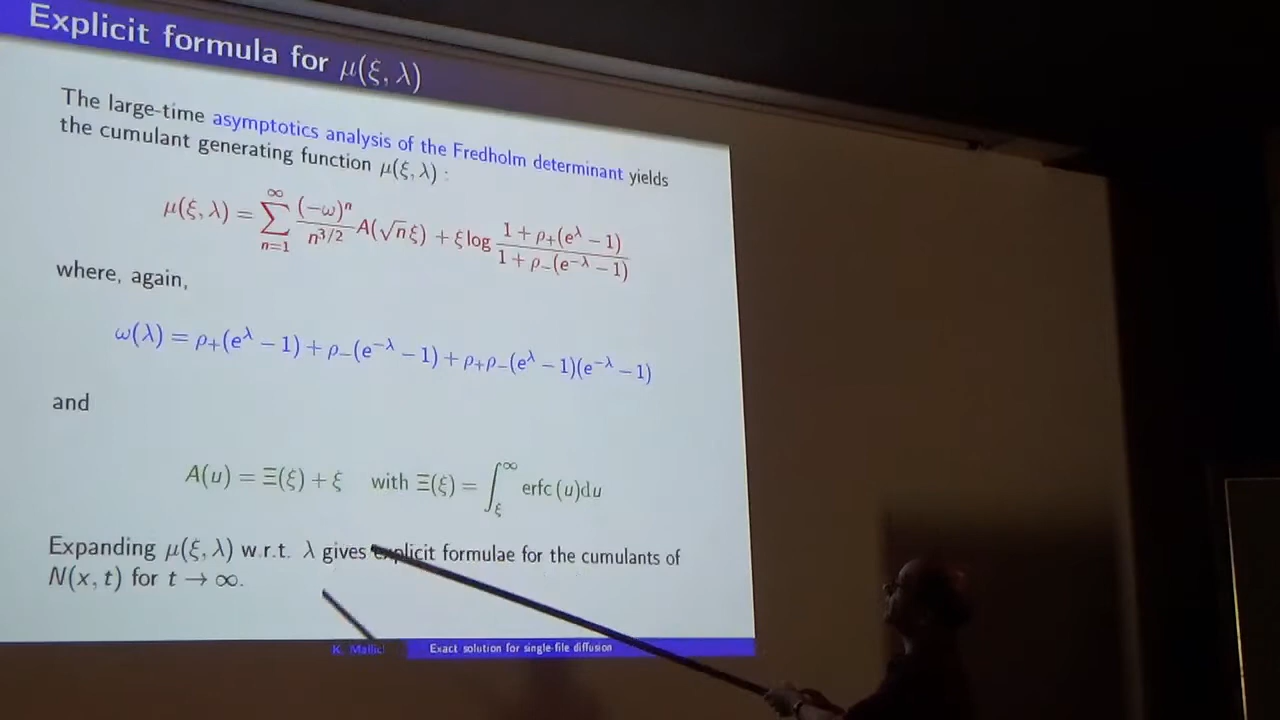 Explicit formula for μ(ξ, λ)
The large-time asymptotics analysis of the Fredholm determinant yields
the cumulant generating function μ(ξ, λ) :
μ(ξ, λ) = ∑_{n=1}^{∞} (-ω)^n / n^{3/2} A(√n ξ) + ξ log (1 + ρ₊(e^λ − 1)) / (1 + ρ₋(e^{−λ} − 1))
where, again,
ω(λ) = ρ₊(e^λ − 1) + ρ₋(e^{−λ} − 1) + ρ₊ρ₋(e^λ − 1)(e^{−λ} − 1)
and
A(u) = Ξ(ξ) + ξ with Ξ(ξ) = ∫_ξ^∞ erfc (u)du
Expanding μ(ξ, λ) w.r.t. λ gives explicit formulae for the cumulants of
N(x, t) for t → ∞.
K. Exact solution for single-file diffusion